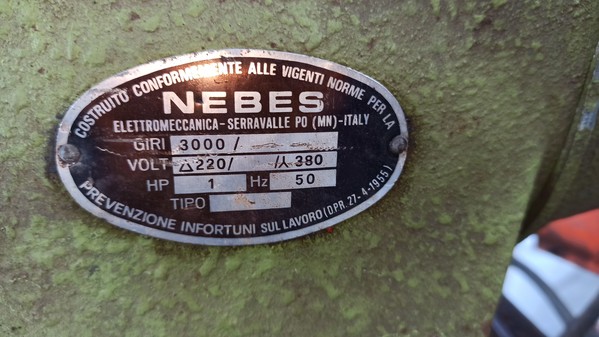 COSTRUITO CONFORMEMENTE ALLE VIGENTI NORME PER LA
NEBES
ELETTROMECCANICA-SERRAVALLE PO (MN)-ITALY
GIRI 3000/
VOLT △220/ /⅄ 380
HP 1 Hz 50
TIPO
PREVENZIONE INFORTUNI SUL LAVORO (D.P.R. 27-4-1955)